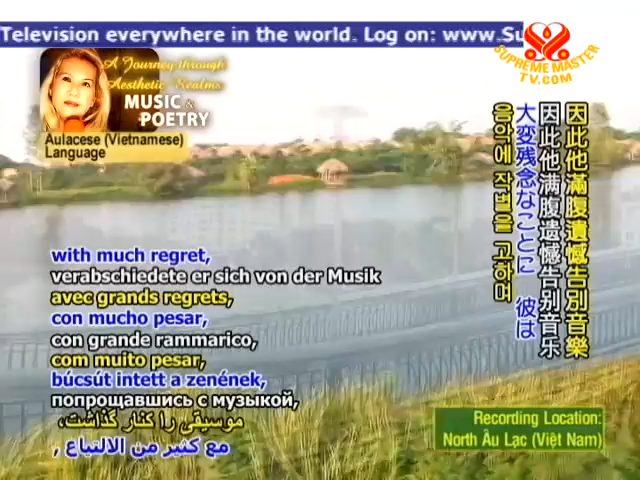 Television everywhere in the world. Log on: www.Su
SUPREME MASTER
TV.COM
A Journey through
Aesthetic Realms
MUSIC &
POETRY
Aulacese (Vietnamese)
Language
因此他滿腹遺憾告別音樂
因此他满腹遗憾告别音乐
大変残念なことに 彼は
음악에 작별을 고하며
with much regret,
verabschiedete er sich von der Musik
avec grands regrets,
con mucho pesar,
con grande rammarico,
com muito pesar,
búcsút intett a zenének,
попрощавшись с музыкой,
موسیقی را کنار گذاشت،
مع كثير من الالتياع ,
Recording Location:
North Âu Lạc (Việt Nam)